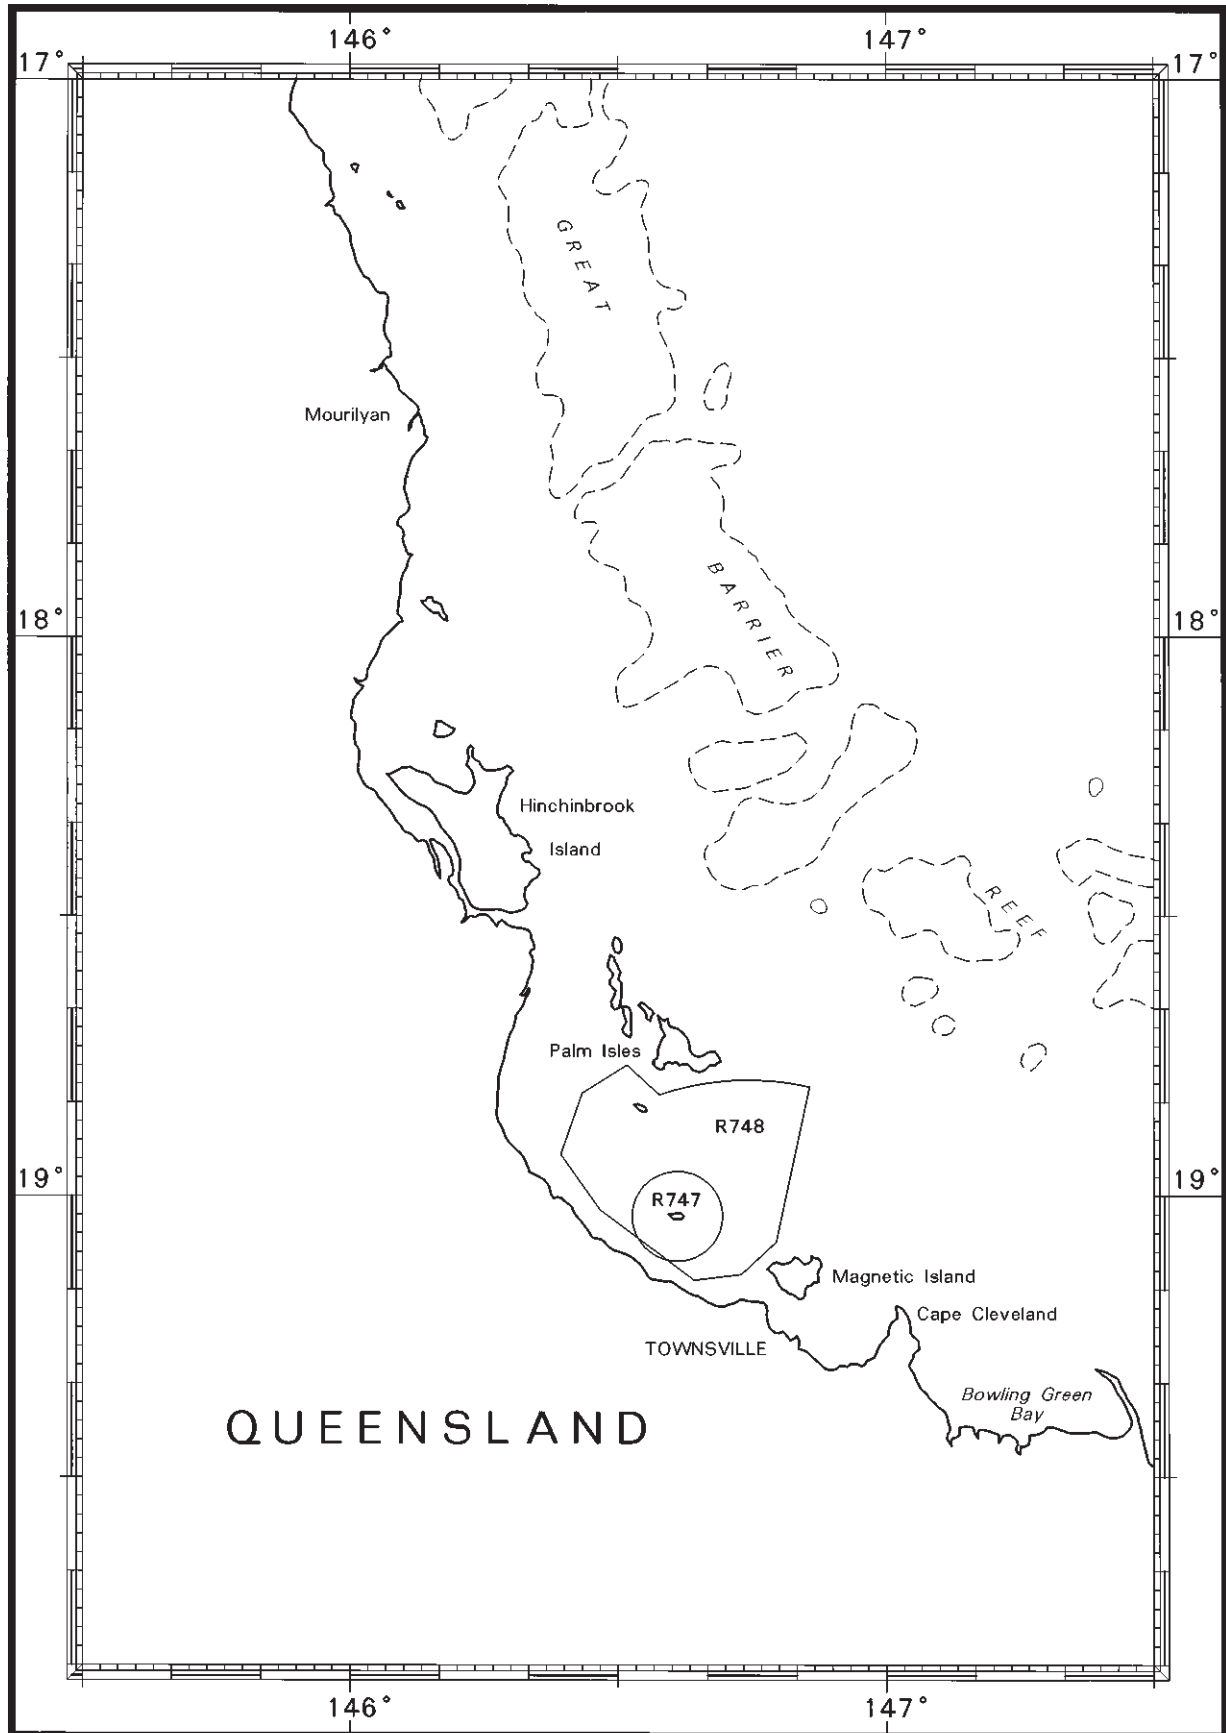 146° 147°
17° 17°
GREAT
Mourilyan
BARRIER
18° 18°
Hinchinbrook
Island
REEF
Palm Isles
R748
19° 19°
R747
Magnetic Island
Cape Cleveland
TOWNSVILLE
Bowling Green
Bay
QUEENSLAND
146° 147°